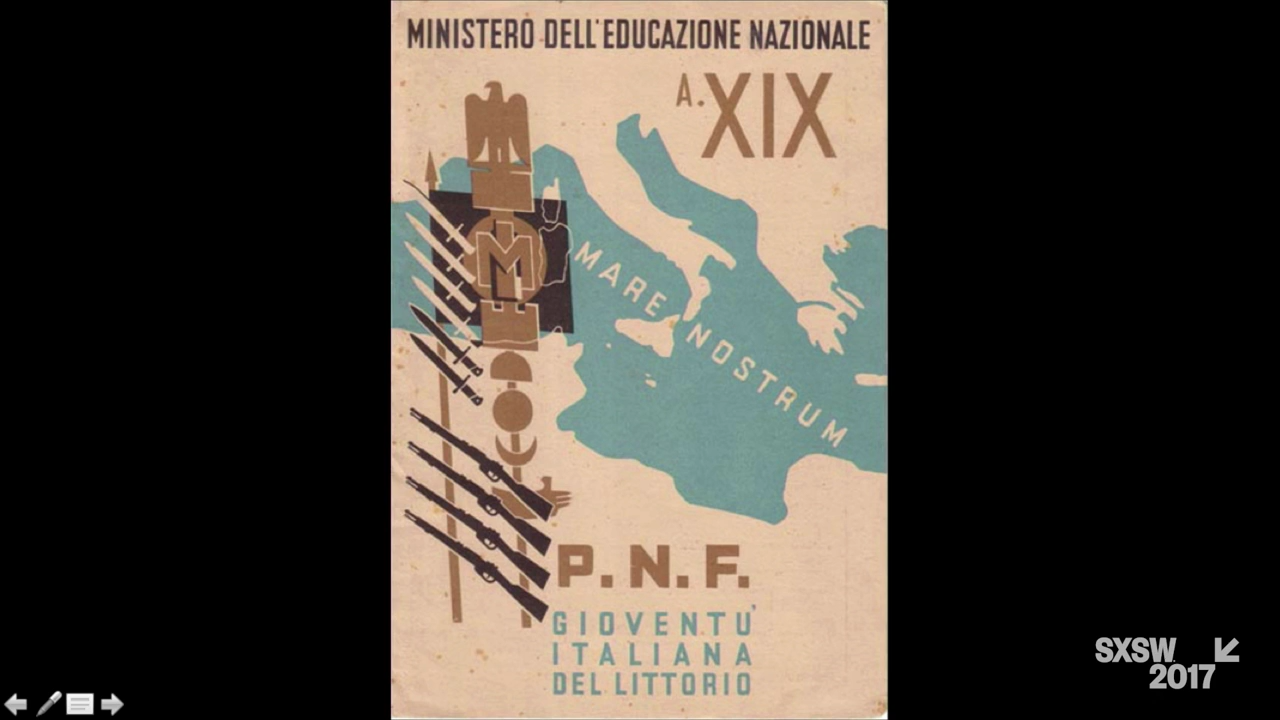 MINISTERO DELL'EDUCAZIONE NAZIONALE
A. XIX
M
MARE NOSTRUM
P. N. F.
GIOVENTU'
ITALIANA
DEL LITTORIO
SXSW
2017